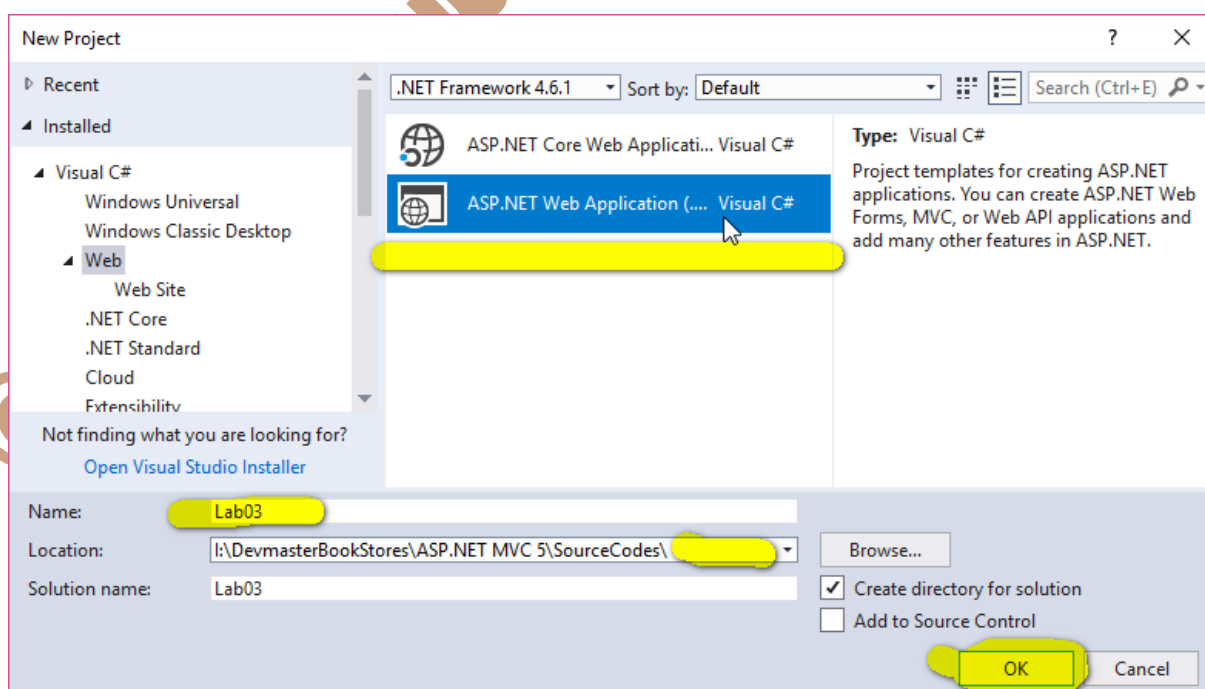 New Project
Recent
Installed
Visual C#
Windows Universal
Windows Classic Desktop
Web
Web Site
.NET Core
.NET Standard
Cloud
Extensibility
Not finding what you are looking for?
Open Visual Studio Installer
.NET Framework 4.6.1 Sort by: Default Search (Ctrl+E)
ASP.NET Core Web Applicati... Visual C#
ASP.NET Web Application (.... Visual C#
Type: Visual C#
Project templates for creating ASP.NET
applications. You can create ASP.NET Web
Forms, MVC, or Web API applications and
add many other features in ASP.NET.
Name: Lab03
Location: I:\DevmasterBookStores\ASP.NET MVC 5\SourceCodes\ Browse...
Solution name: Lab03
Create directory for solution
Add to Source Control
OK Cancel